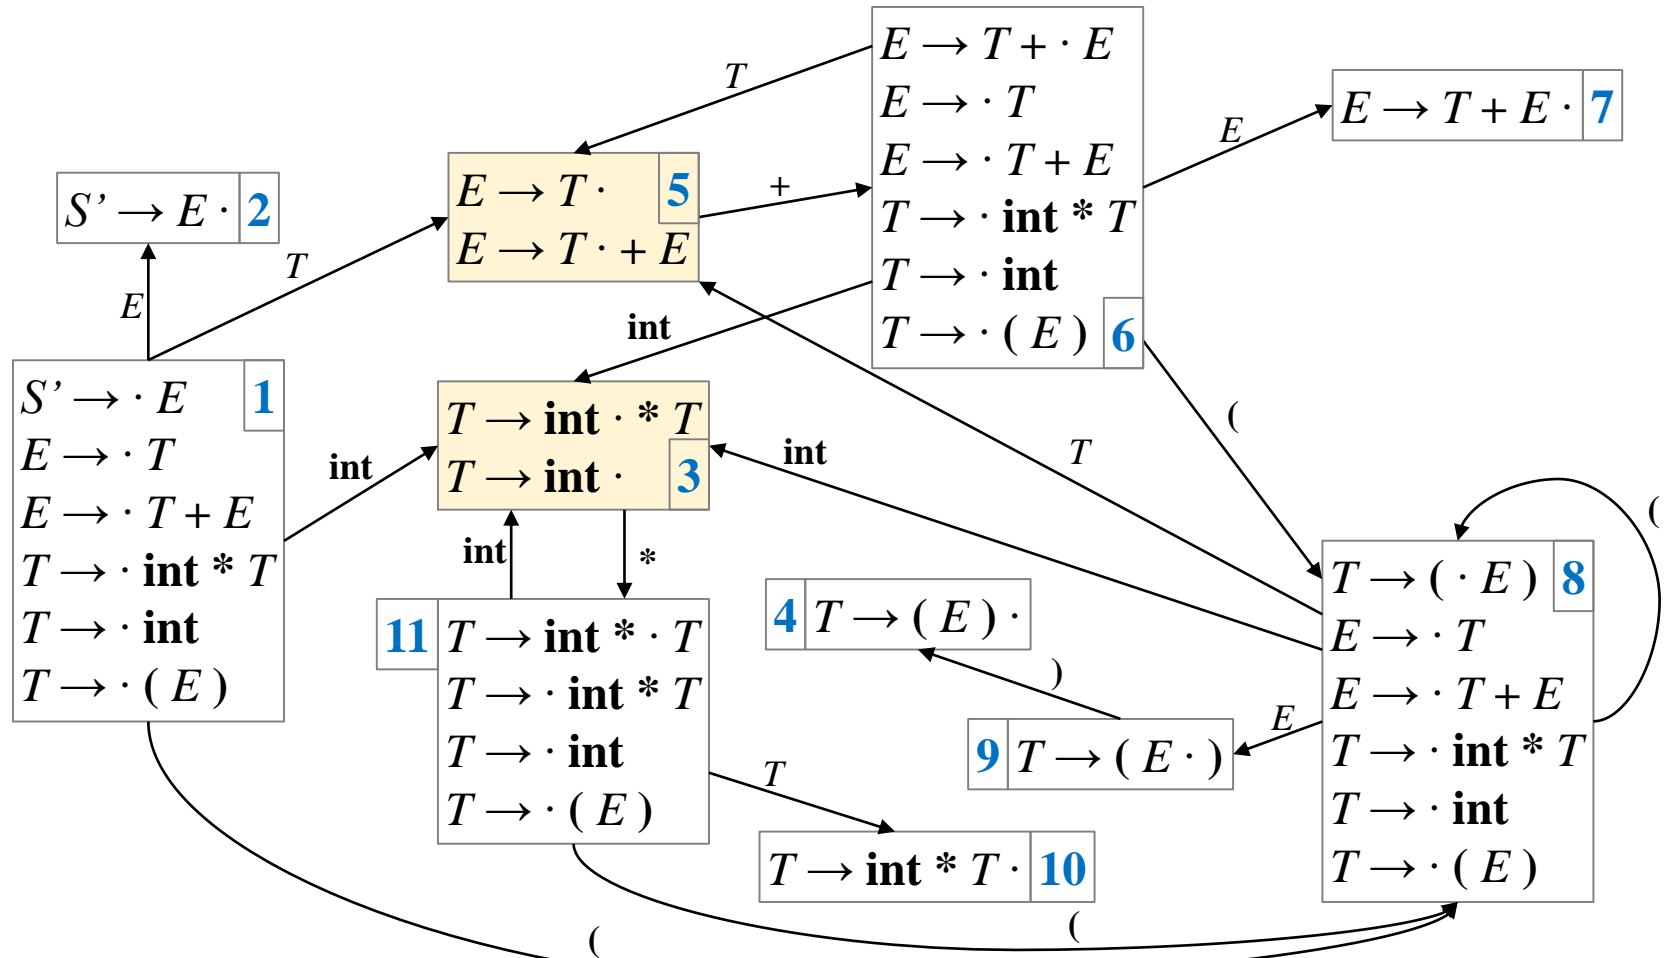 E → T + · E
E → · T
E → · T + E
T → · int * T
T → · int
T → · ( E ) 6
T
E
E → T + E · 7
E → T · 5
E → T · + E
+
S’ → E · 2
T
E
int
S’ → · E 1
E → · T
E → · T + E
T → · int * T
T → · int
T → · ( E )
int
T → int · * T
T → int · 3
int
T
(
(
int
*
11 T → int * · T
T → · int * T
T → · int
T → · ( E )
4 T → ( E ) ·
)
9 T → ( E · )
E
T → ( · E ) 8
E → · T
E → · T + E
T → · int * T
T → · int
T → · ( E )
T
T → int * T · 10
(
(